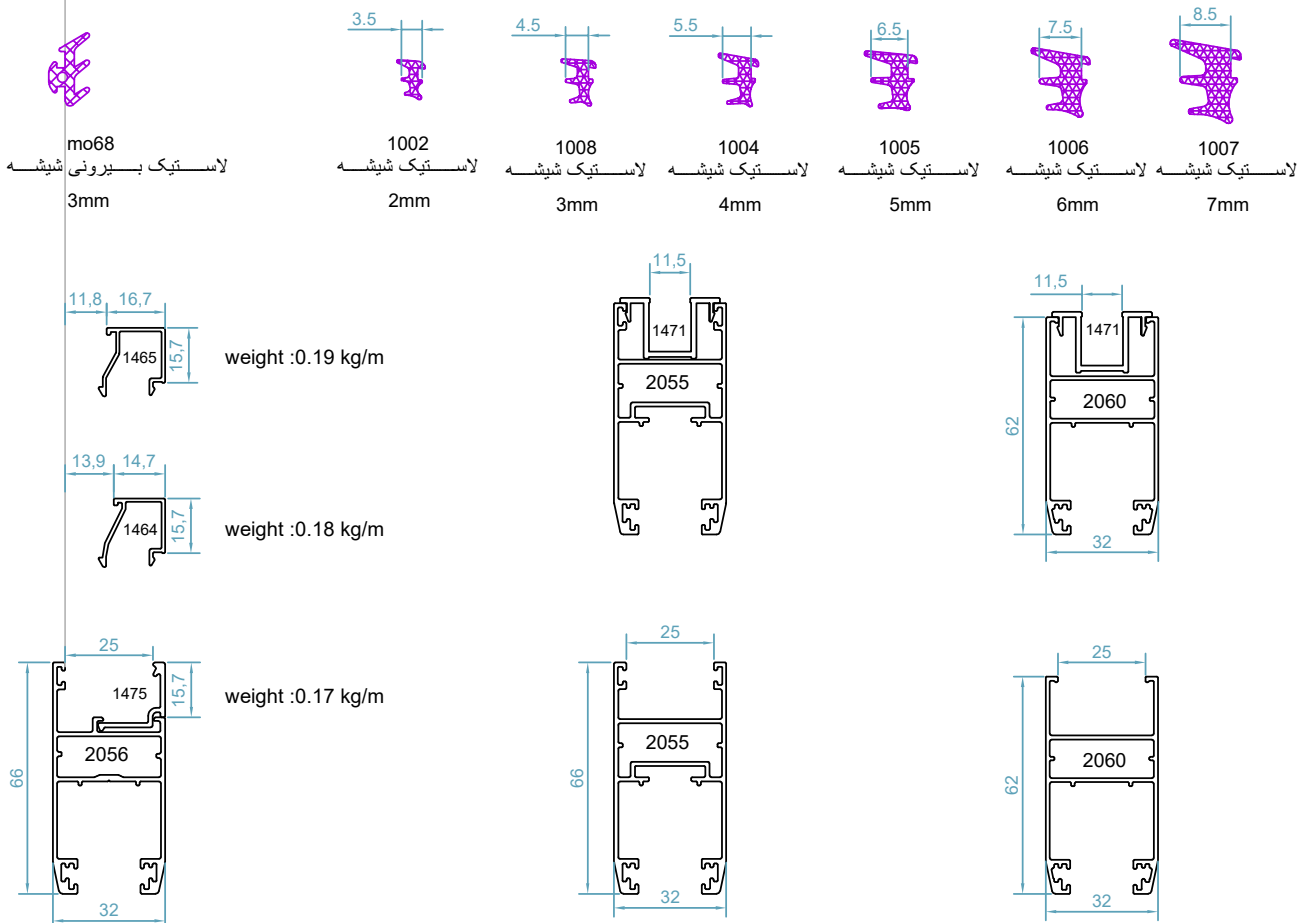 3.5
4.5
5.5
6.5
7.5
8.5
mo68
لاستیک بیرونی شیشه
3mm
1002
لاستیک شیشه
2mm
1008
لاستیک شیشه
3mm
1004
لاستیک شیشه
4mm
1005
لاستیک شیشه
5mm
1006
لاستیک شیشه
6mm
1007
لاستیک شیشه
7mm
11,8
16,7
1465
15,7
weight :0.19 kg/m
11,5
1471
2055
11,5
1471
2060
62
32
13,9
14,7
1464
15,7
weight :0.18 kg/m
25
1475
15,7
weight :0.17 kg/m
2056
66
32
25
2055
66
32
25
2060
62
32